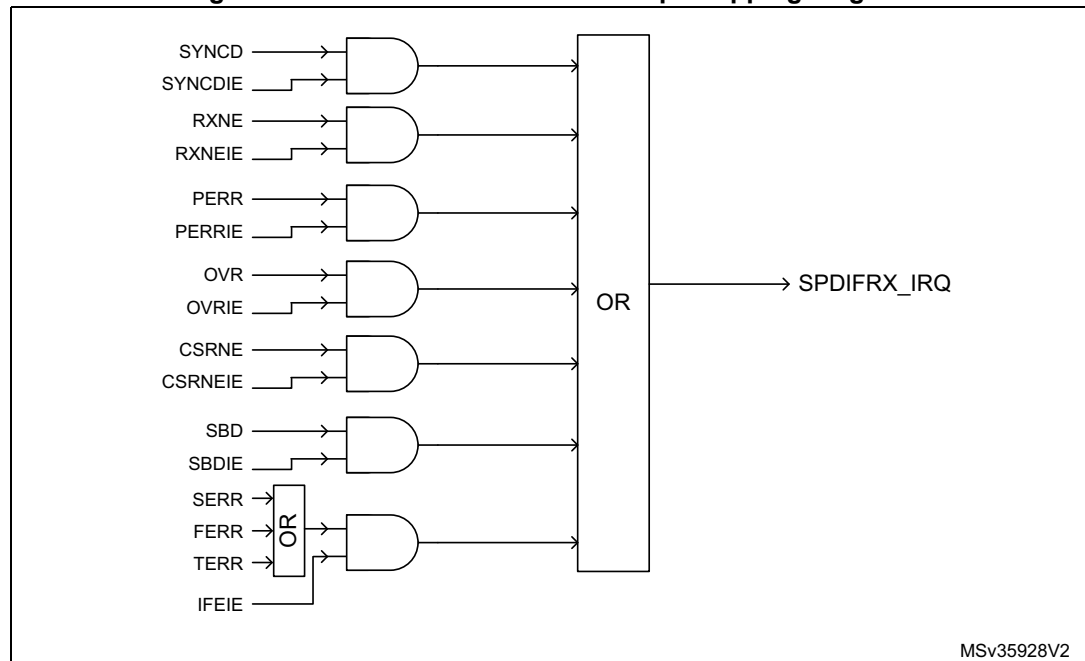 SYNCD
SYNCDIE
RXNE
RXNEIE
PERR
PERRIE
OVR
OVRIE
CSRNE
CSRNEIE
SBD
SBDIE
SERR
FERR
TERR
OR
IFEIE
OR
SPDIFRX_IRQ
MSv35928V2